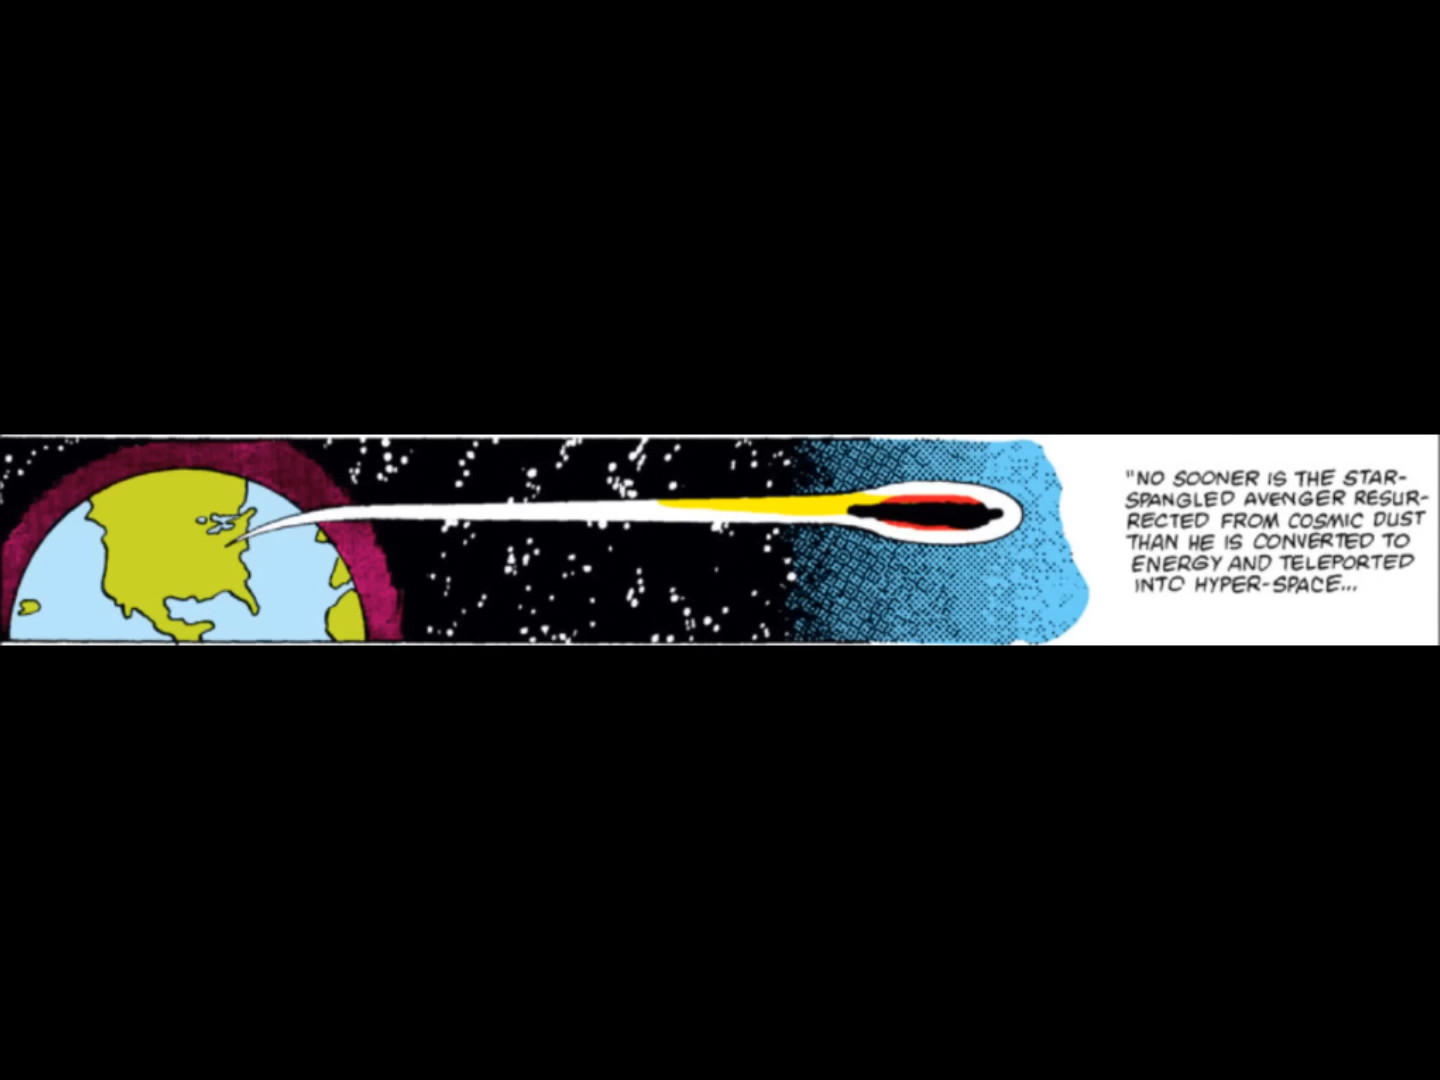 "NO SOONER IS THE STAR-
SPANGLED AVENGER RESUR-
RECTED FROM COSMIC DUST
THAN HE IS CONVERTED TO
ENERGY AND TELEPORTED
INTO HYPER-SPACE...